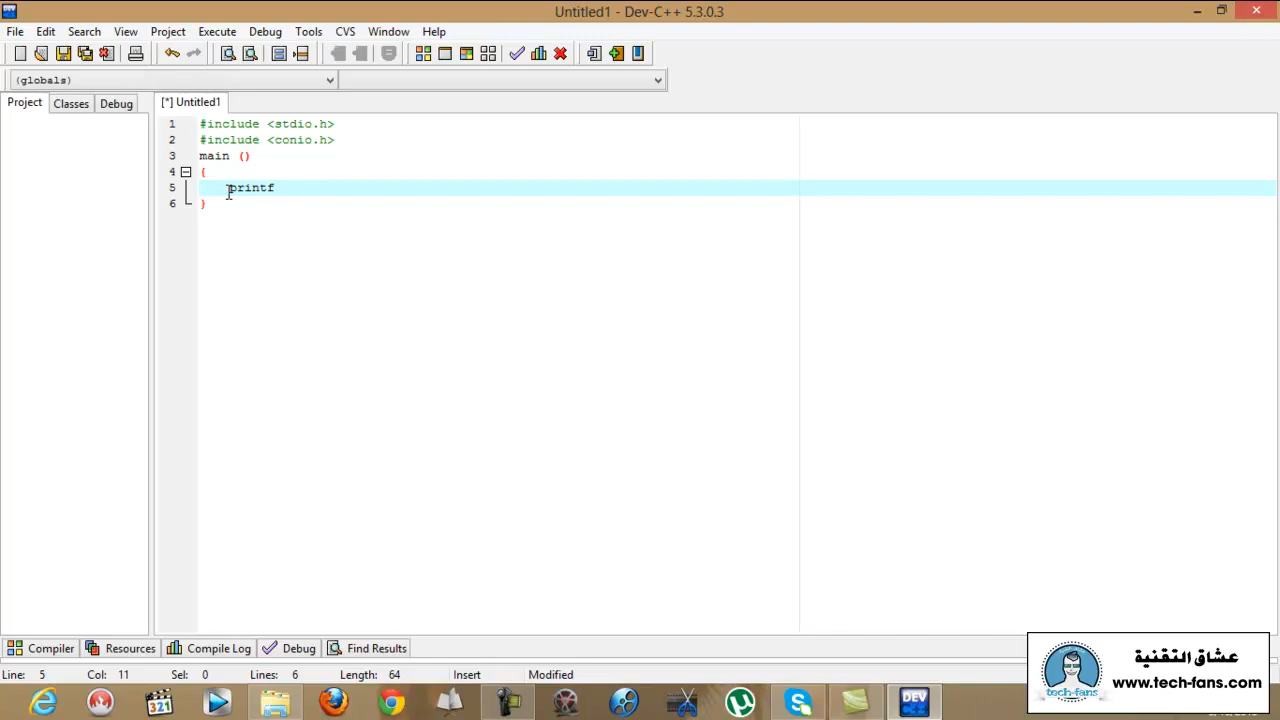 Untitled1 - Dev-C++ 5.3.0.3
File Edit Search View Project Execute Debug Tools CVS Window Help
(globals)
Project Classes Debug [*] Untitled1
1 #include <stdio.h>
2 #include <conio.h>
3 main ()
4 {
5 printf
6 }
Compiler Resources Compile Log Debug Find Results
Line: 5 Col: 11 Sel: 0 Lines: 6 Length: 64 Insert Modified
321
DEV
عشاق التقنية
www.tech-fans.com
tech-fans